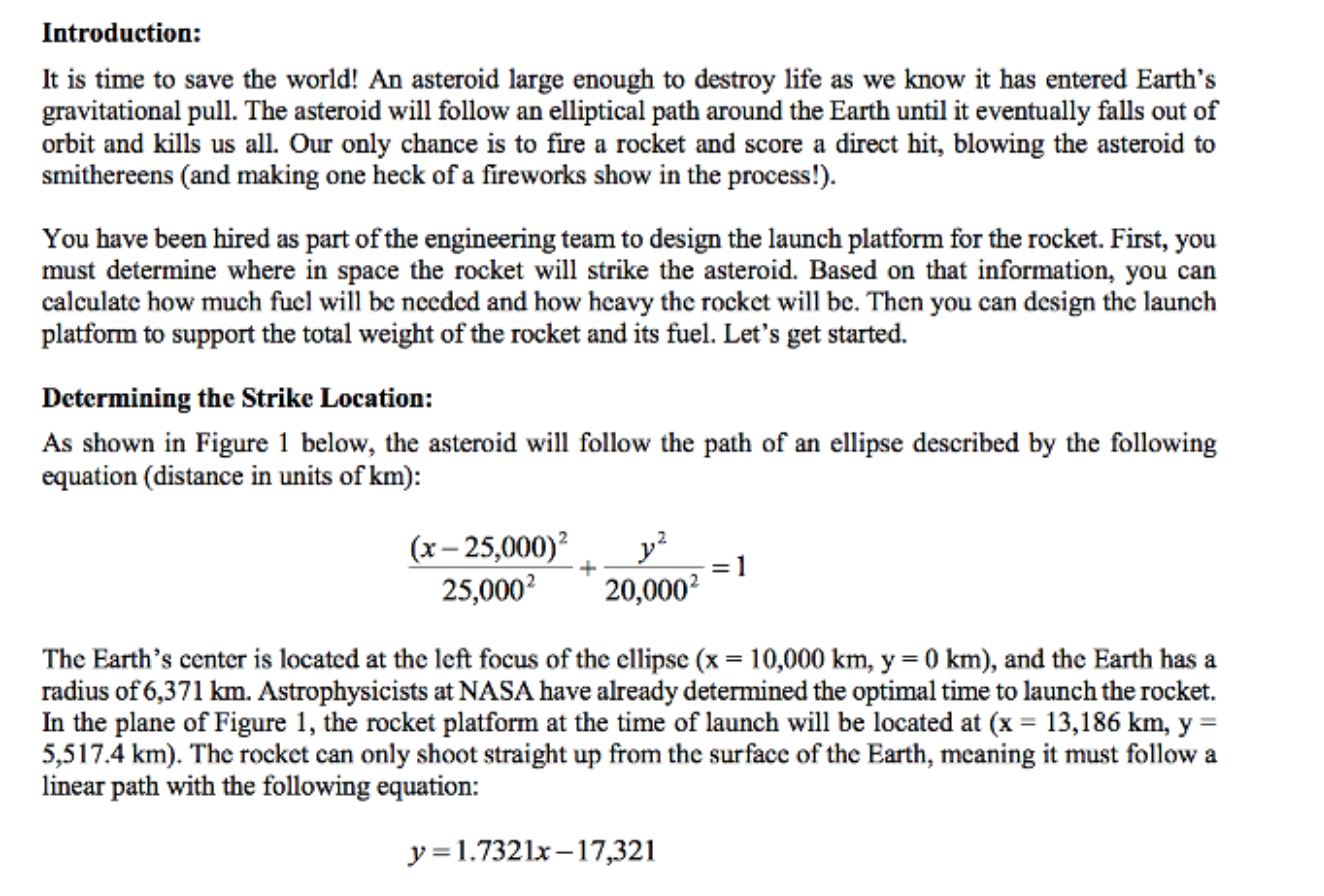 Introduction:
It is time to save the world! An asteroid large enough to destroy life as we know it has entered Earth's
gravitational pull. The asteroid will follow an elliptical path around the Earth until it eventually falls out of
orbit and kills us all. Our only chance is to fire a rocket and score a direct hit, blowing the asteroid to
smithereens (and making one heck of a fireworks show in the process!).
You have been hired as part of the engineering team to design the launch platform for the rocket. First, you
must determine where in space the rocket will strike the asteroid. Based on that information, you can
calculate how much fuel will be needed and how heavy the rocket will be. Then you can design the launch
platform to support the total weight of the rocket and its fuel. Let's get started.
Determining the Strike Location:
As shown in Figure 1 below, the asteroid will follow the path of an ellipse described by the following
equation (distance in units of km):
(x – 25,000)²/25,000² + y²/20,000² = 1
The Earth's center is located at the left focus of the ellipse (x = 10,000 km, y = 0 km), and the Earth has a
radius of 6,371 km. Astrophysicists at NASA have already determined the optimal time to launch the rocket.
In the plane of Figure 1, the rocket platform at the time of launch will be located at (x = 13,186 km, y =
5,517.4 km). The rocket can only shoot straight up from the surface of the Earth, meaning it must follow a
linear path with the following equation:
y = 1.7321x – 17,321